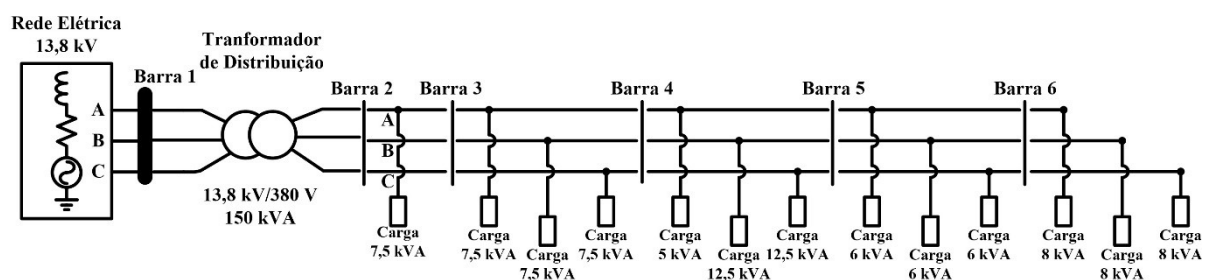 Rede Elétrica
13,8 kV
Tranformador
de Distribuição
Barra 1
Barra 2
Barra 3
Barra 4
Barra 5
Barra 6
A
B
C
A
B
C
13,8 kV/380 V
150 kVA
Carga
7,5 kVA
Carga
7,5 kVA
Carga
7,5 kVA
Carga
7,5 kVA
Carga
5 kVA
Carga
12,5 kVA
Carga
12,5 kVA
Carga
6 kVA
Carga
6 kVA
Carga
6 kVA
Carga
8 kVA
Carga
8 kVA
Carga
8 kVA